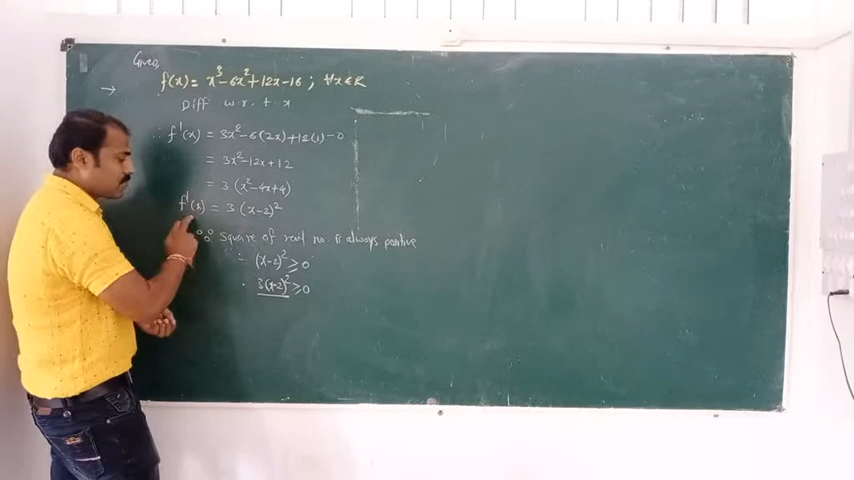 Given,
→ f(x) = x³-6x²+12x-16 ; ∀x∈R
Diff w.r.t x
∴ f'(x) = 3x²-6(2x)+12(1)-0
= 3x²-12x+12
= 3(x²-4x+4)
f'(x) = 3(x-2)²
∵ Square of real no. is always positive
∴ (x-2)² ≥ 0
∴ 3(x-2)² ≥ 0